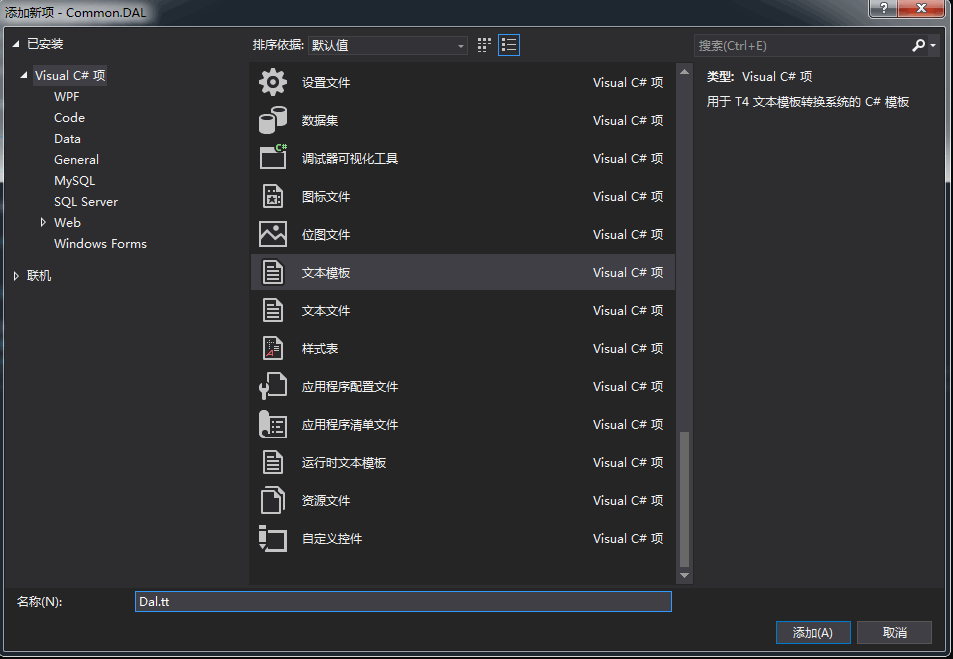 添加新项 - Common.DAL
?
已安装
Visual C# 项
WPF
Code
Data
General
MySQL
SQL Server
Web
Windows Forms
联机
排序依据: 默认值
设置文件 Visual C# 项
数据集 Visual C# 项
C#
调试器可视化工具 Visual C# 项
图标文件 Visual C# 项
位图文件 Visual C# 项
文本模板 Visual C# 项
文本文件 Visual C# 项
样式表 Visual C# 项
应用程序配置文件 Visual C# 项
应用程序清单文件 Visual C# 项
运行时文本模板 Visual C# 项
资源文件 Visual C# 项
自定义控件 Visual C# 项
搜索(Ctrl+E)
类型: Visual C# 项
用于 T4 文本模板转换系统的 C# 模板
名称(N): Dal.tt
添加(A) 取消